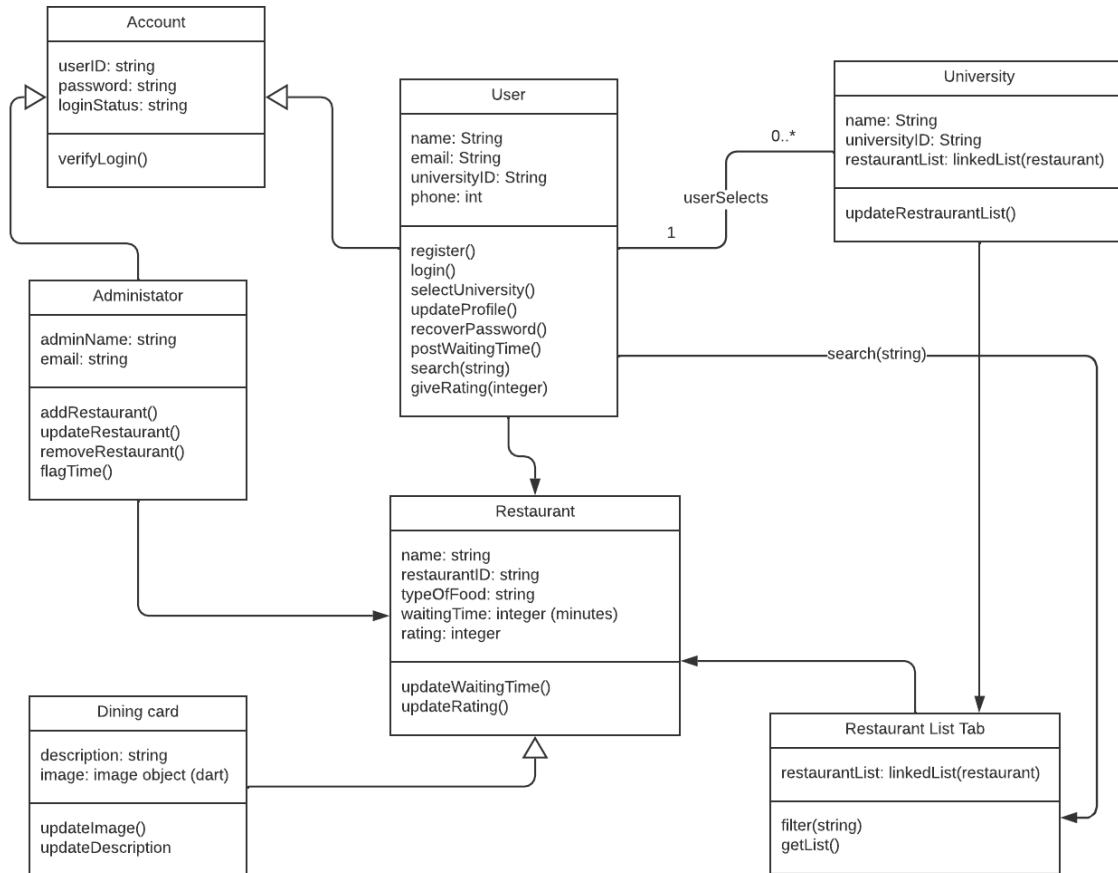 Account
userID: string
password: string
loginStatus: string
verifyLogin()
User
name: String
email: String
universityID: String
phone: int
register()
login()
selectUniversity()
updateProfile()
recoverPassword()
postWaitingTime()
search(string)
giveRating(integer)
University
name: String
universityID: String
restaurantList: linkedList(restaurant)
updateRestraurantList()
0..*
userSelects
1
search(string)
Administator
adminName: string
email: string
addRestaurant()
updateRestaurant()
removeRestaurant()
flagTime()
Restaurant
name: string
restaurantID: string
typeOfFood: string
waitingTime: integer (minutes)
rating: integer
updateWaitingTime()
updateRating()
Dining card
description: string
image: image object (dart)
updateImage()
updateDescription
Restaurant List Tab
restaurantList: linkedList(restaurant)
filter(string)
getList()